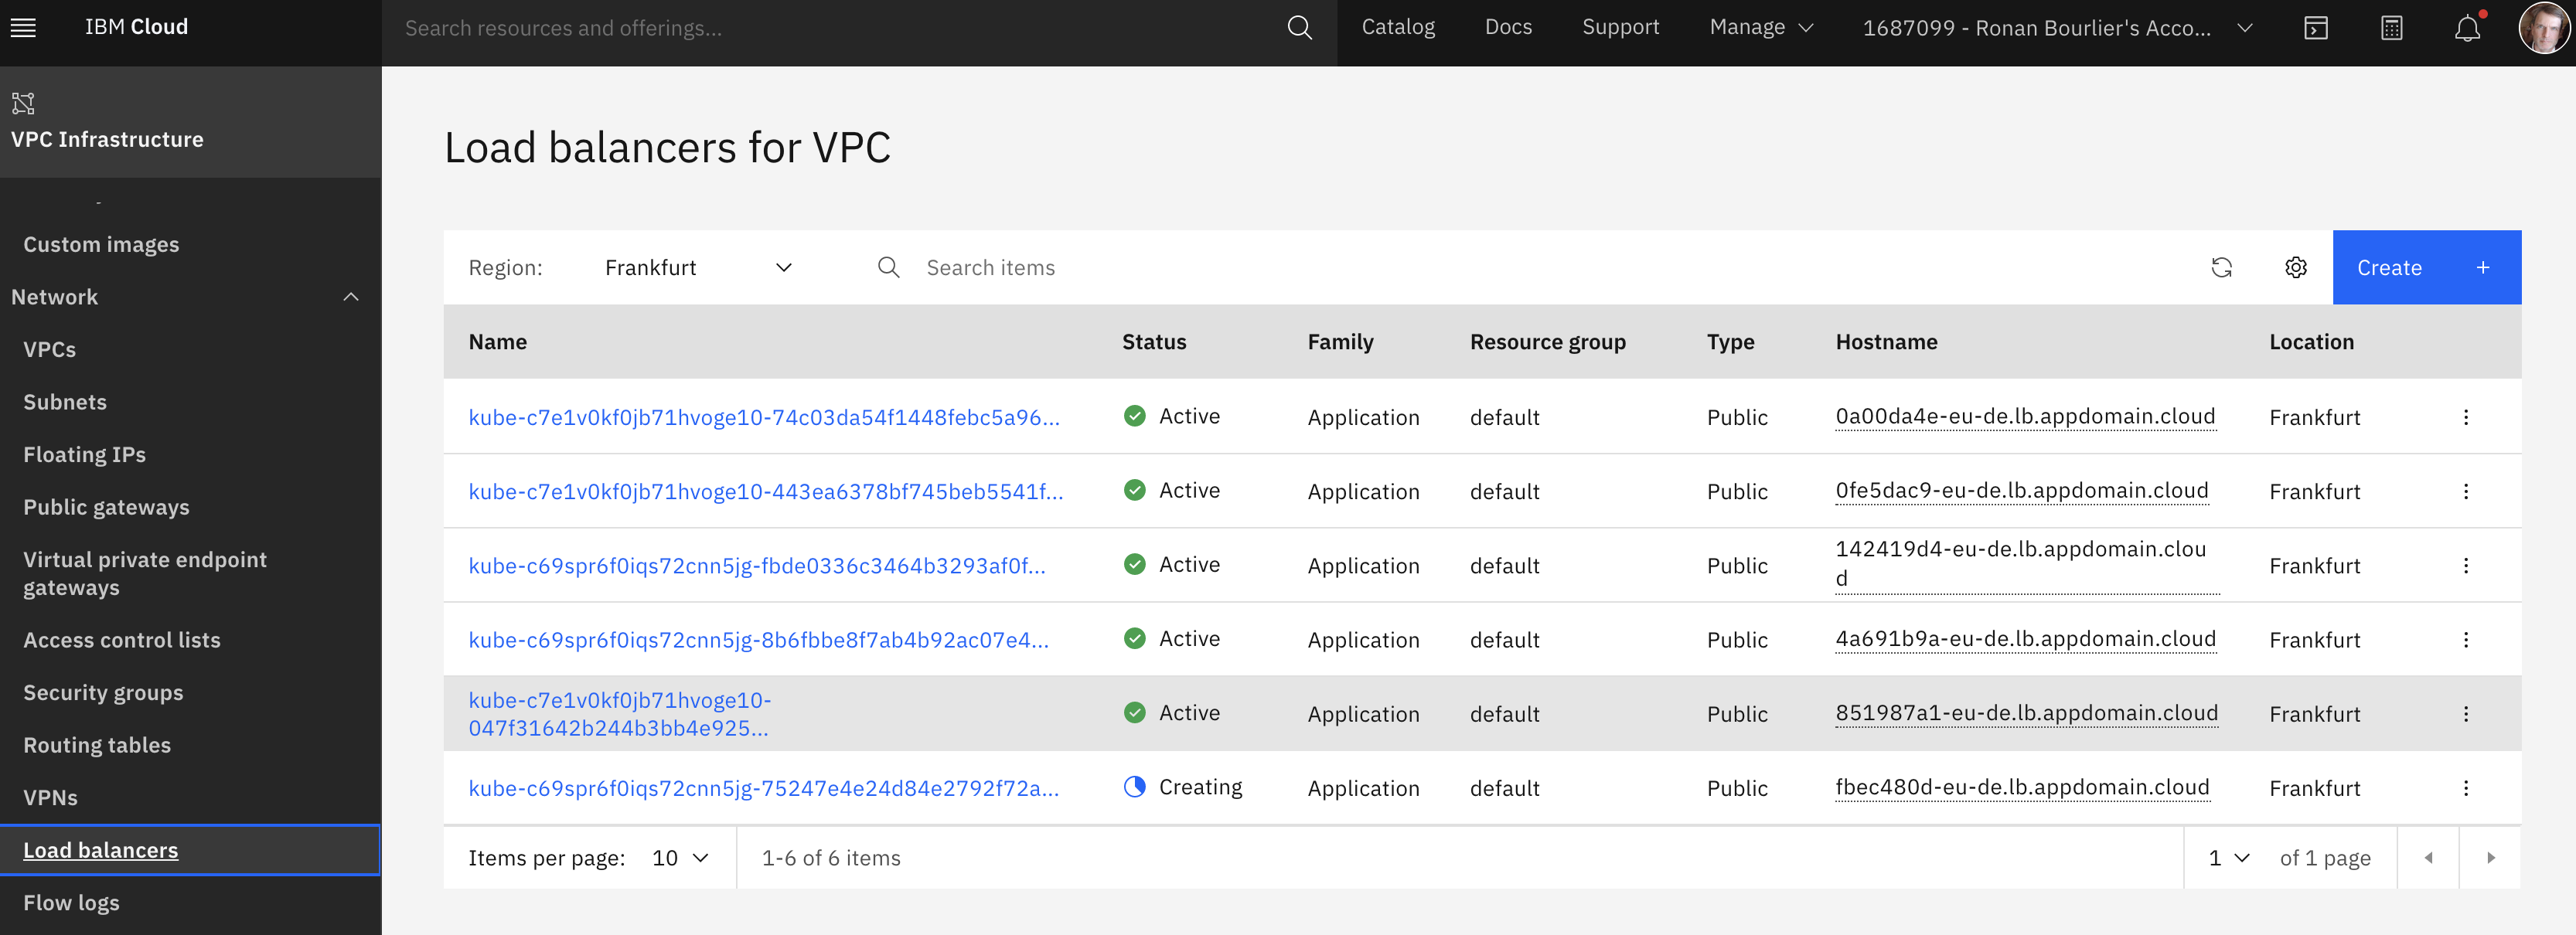 IBM Cloud
Search resources and offerings...
Catalog
Docs
Support
Manage
1687099 - Ronan Bourlier's Acco...
VPC Infrastructure
Custom images
Network
VPCs
Subnets
Floating IPs
Public gateways
Virtual private endpoint
gateways
Access control lists
Security groups
Routing tables
VPNs
Load balancers
Flow logs
Load balancers for VPC
Region: Frankfurt
Search items
Create +
Name Status Family Resource group Type Hostname Location
kube-c7e1v0kf0jb71hvoge10-74c03da54f1448febc5a96... Active Application default Public 0a00da4e-eu-de.lb.appdomain.cloud Frankfurt
kube-c7e1v0kf0jb71hvoge10-443ea6378bf745beb5541f... Active Application default Public 0fe5dac9-eu-de.lb.appdomain.cloud Frankfurt
kube-c69spr6f0iqs72cnn5jg-fbde0336c3464b3293af0f... Active Application default Public 142419d4-eu-de.lb.appdomain.clou
d Frankfurt
kube-c69spr6f0iqs72cnn5jg-8b6fbbe8f7ab4b92ac07e4... Active Application default Public 4a691b9a-eu-de.lb.appdomain.cloud Frankfurt
kube-c7e1v0kf0jb71hvoge10-
047f31642b244b3bb4e925... Active Application default Public 851987a1-eu-de.lb.appdomain.cloud Frankfurt
kube-c69spr6f0iqs72cnn5jg-75247e4e24d84e2792f72a... Creating Application default Public fbec480d-eu-de.lb.appdomain.cloud Frankfurt
Items per page: 10 1-6 of 6 items 1 of 1 page